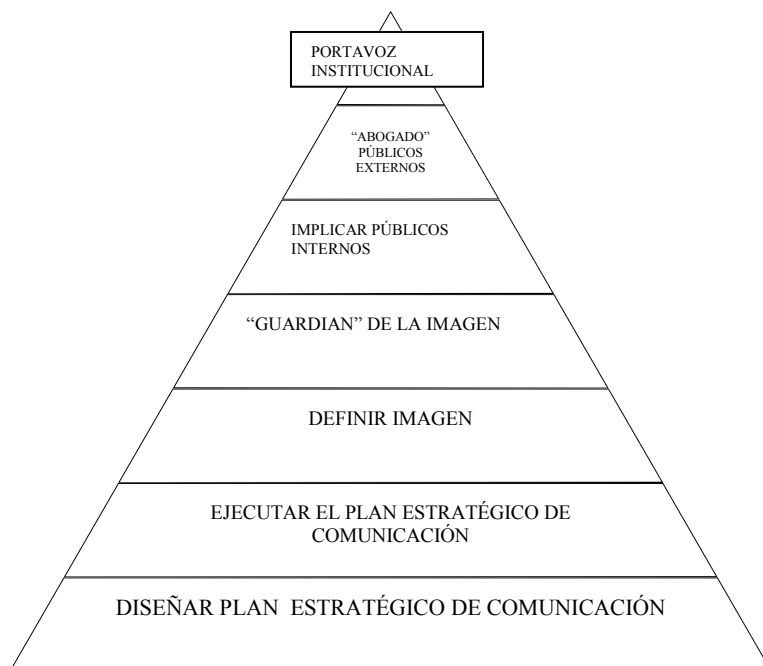 PORTAVOZ
INSTITUCIONAL
“ABOGADO”
PÚBLICOS
EXTERNOS
IMPLICAR PÚBLICOS
INTERNOS
“GUARDIAN” DE LA IMAGEN
DEFINIR IMAGEN
EJECUTAR EL PLAN ESTRATÉGICO DE
COMUNICACIÓN
DISEÑAR PLAN ESTRATÉGICO DE COMUNICACIÓN